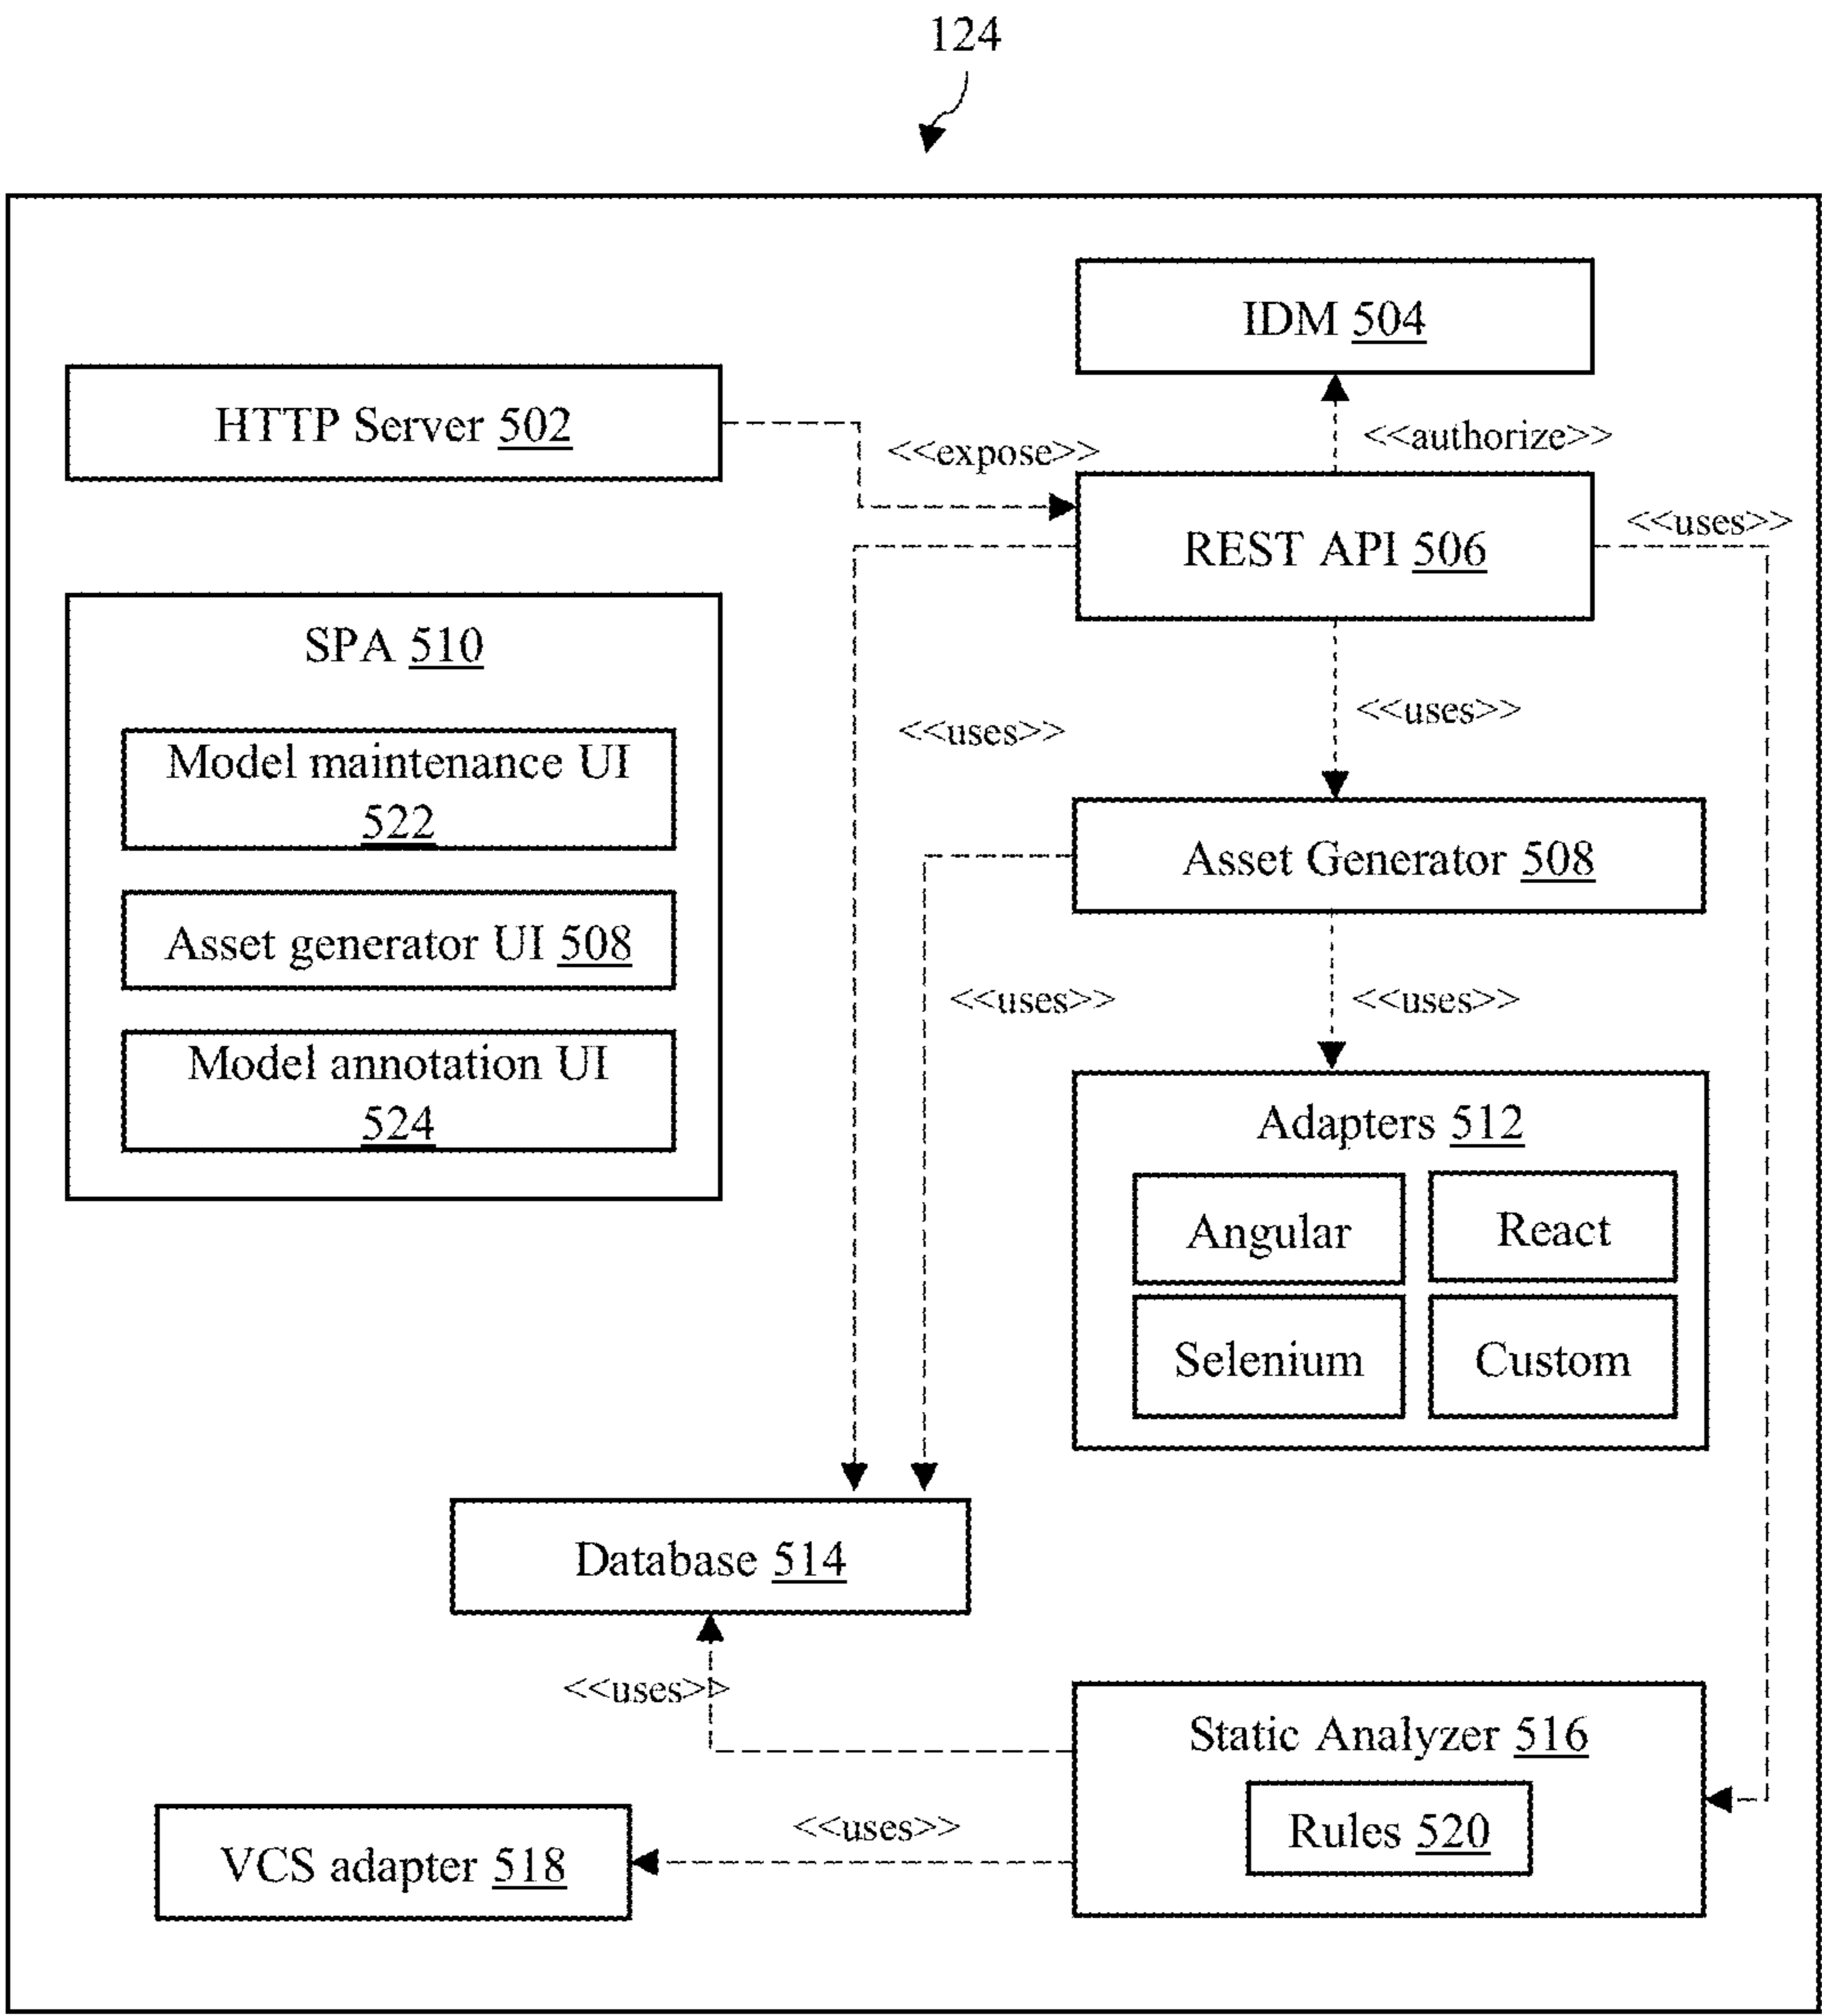 124
IDM 504
HTTP Server 502
<<expose>>
<<authorize>>
REST API 506
<<uses>>
SPA 510
Model maintenance UI
522
Asset generator UI 508
Model annotation UI
524
<<uses>>
<<uses>>
Asset Generator 508
<<uses>>
<<uses>>
Adapters 512
Angular
React
Selenium
Custom
Database 514
<<uses>>
Static Analyzer 516
Rules 520
<<uses>>
VCS adapter 518